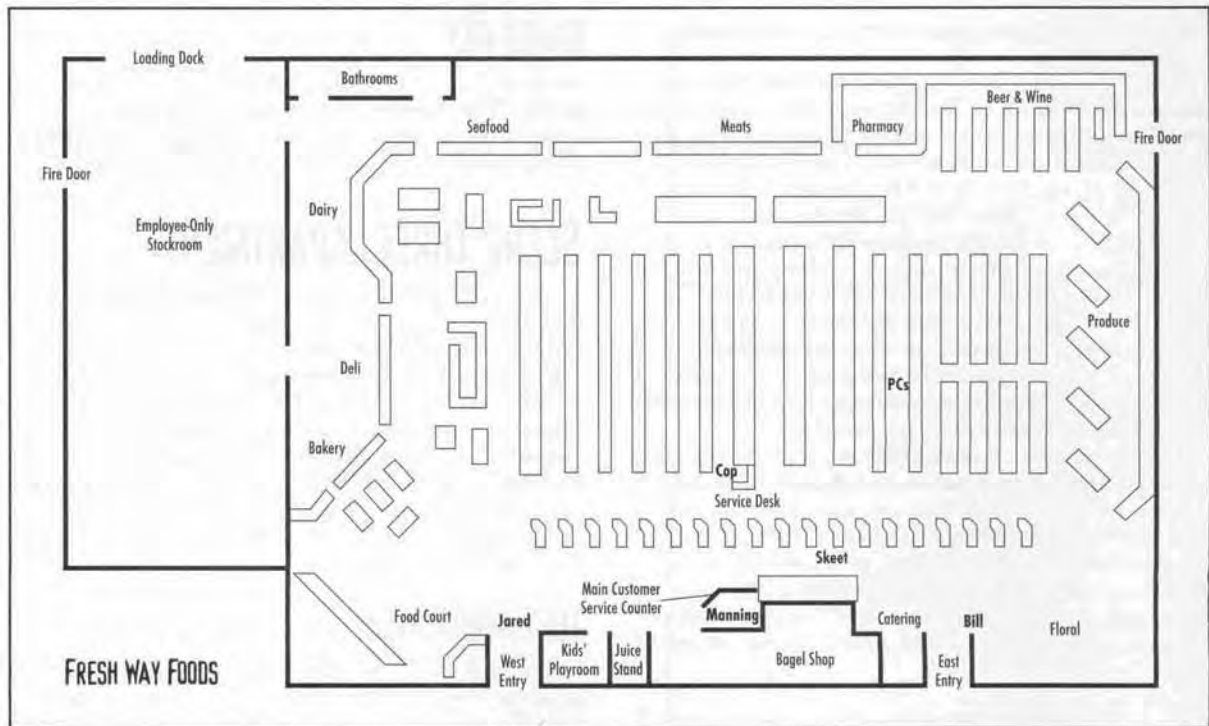 Loading Dock
Bathrooms
Beer & Wine
Seafood
Meats
Pharmacy
Fire Door
Fire Door
Dairy
Employee-Only
Stockroom
Produce
Deli
PCs
Bakery
Cop
Service Desk
Skeet
Main Customer
Service Counter
Food Court
Jared
Manning
Catering
Bill
Floral
Kids'
Playroom
Juice
Stand
Bagel Shop
West
Entry
East
Entry
FRESH WAY FOODS